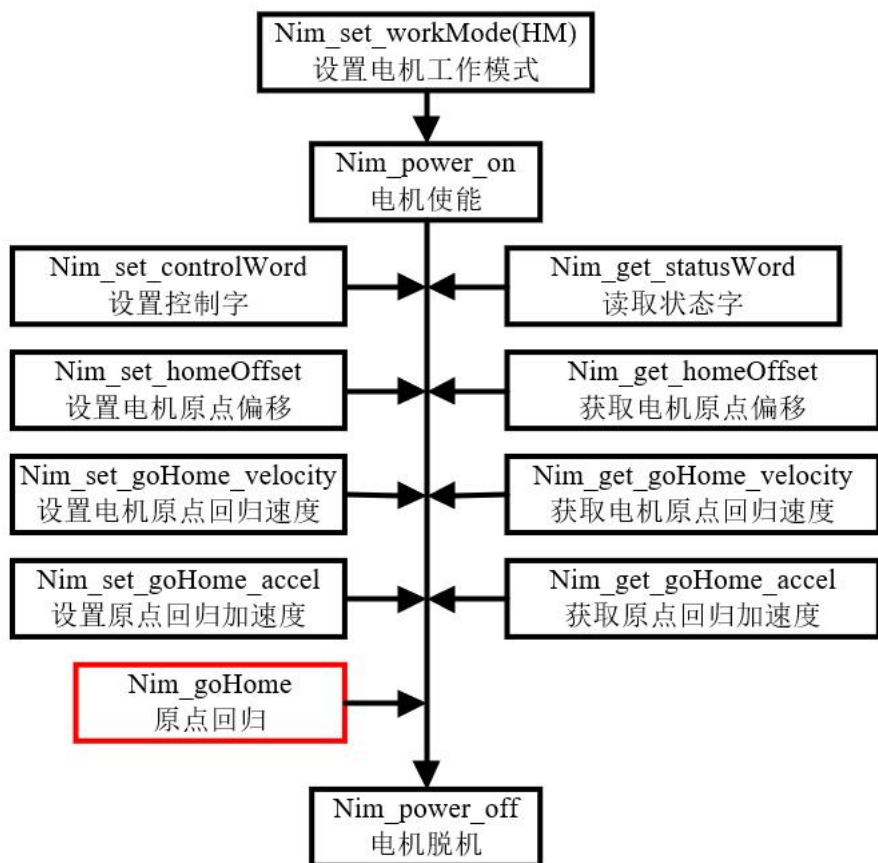 Nim_set_workMode(HM)
设置电机工作模式
Nim_power_on
电机使能
Nim_set_controlWord
设置控制字
Nim_get_statusWord
读取状态字
Nim_set_homeOffset
设置电机原点偏移
Nim_get_homeOffset
获取电机原点偏移
Nim_set_goHome_velocity
设置电机原点回归速度
Nim_get_goHome_velocity
获取电机原点回归速度
Nim_set_goHome_accel
设置原点回归加速度
Nim_get_goHome_accel
获取原点回归加速度
Nim_goHome
原点回归
Nim_power_off
电机脱机